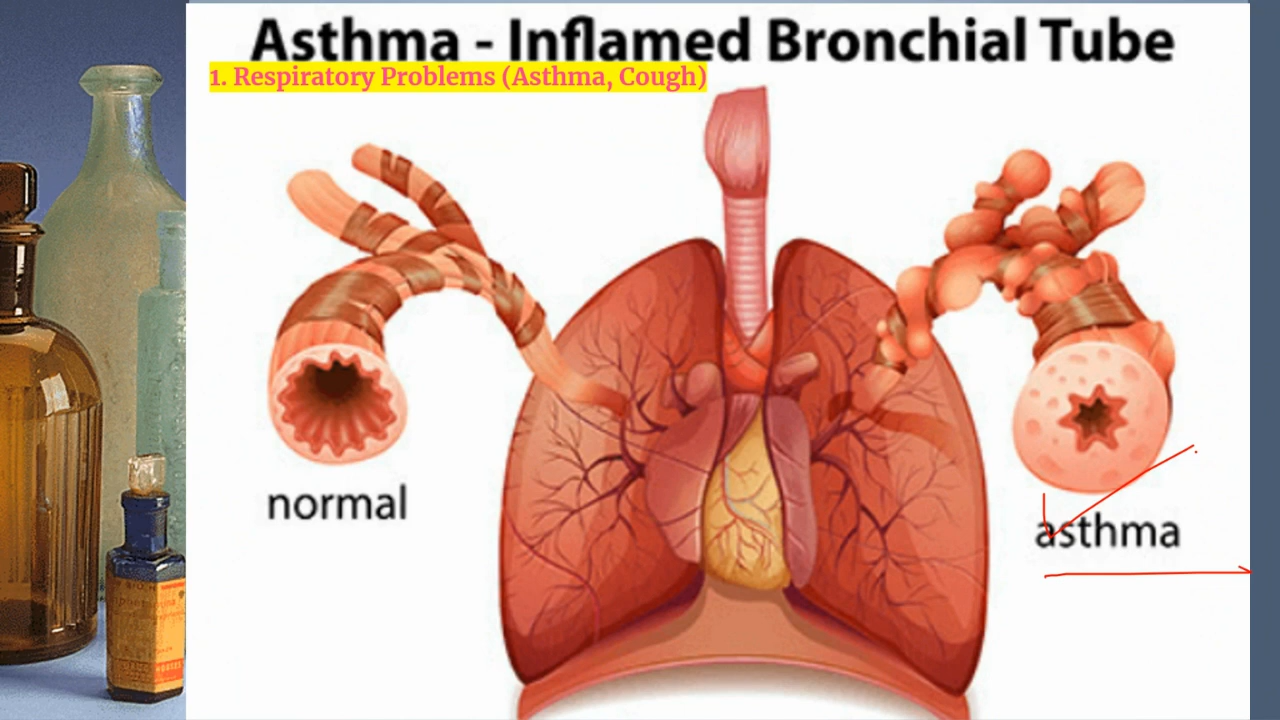 Asthma - Inflamed Bronchial Tube
1. Respiratory Problems (Asthma, Cough)
normal
asthma